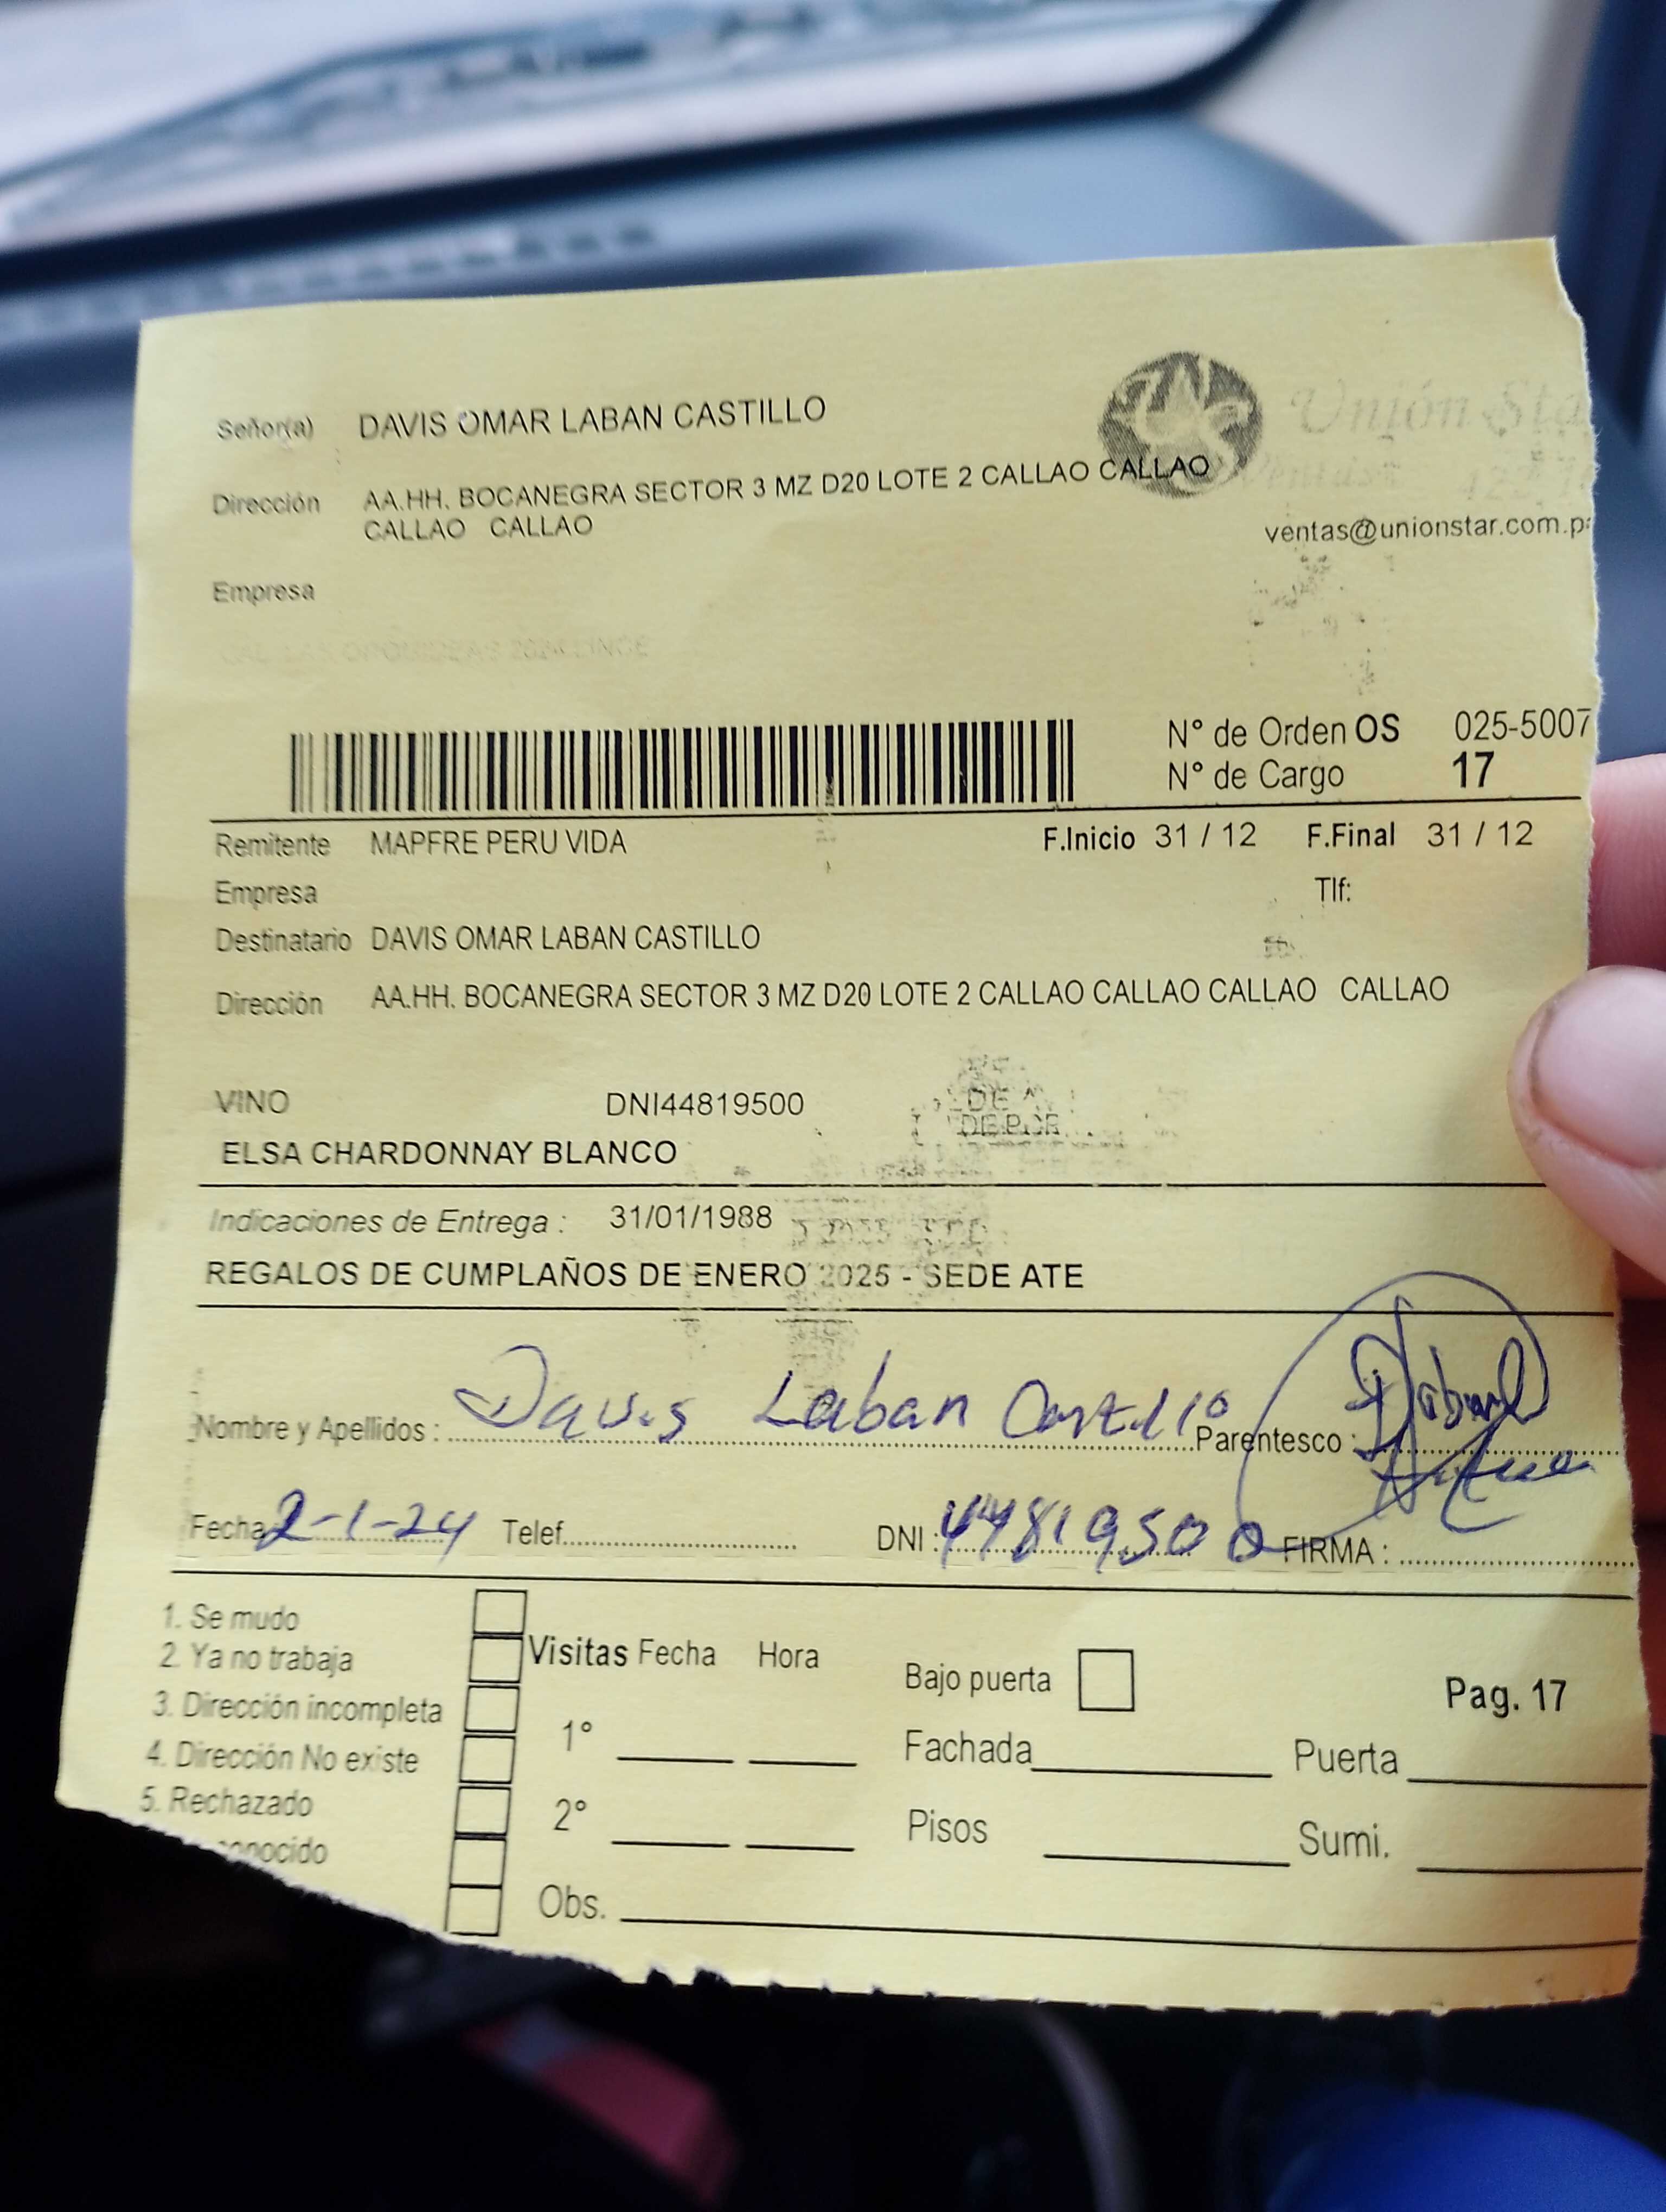 Señor(a) DAVIS OMAR LABAN CASTILLO
Unión Sta
Dirección AA.HH. BOCANEGRA SECTOR 3 MZ D20 LOTE 2 CALLAO CALLAO
CALLAO CALLAO
ventas@unionstar.com.p
Empresa
N° de Orden OS 025-5007
N° de Cargo 17
Remitente MAPFRE PERU VIDA F.Inicio 31 / 12 F.Final 31 / 12
Empresa Tlf:
Destinatario DAVIS OMAR LABAN CASTILLO
Dirección AA.HH. BOCANEGRA SECTOR 3 MZ D20 LOTE 2 CALLAO CALLAO CALLAO CALLAO
VINO DNI44819500
ELSA CHARDONNAY BLANCO
Indicaciones de Entrega : 31/01/1988
REGALOS DE CUMPLAÑOS DE ENERO 2025 - SEDE ATE
Nombre y Apellidos : Davis Laban Castillo Parentesco :
Fecha 2-1-24 Telef. DNI : 44819500 FIRMA :
1. Se mudo
2. Ya no trabaja Visitas Fecha Hora Bajo puerta Pag. 17
3. Dirección incompleta
4. Dirección No existe 1° Fachada Puerta
5. Rechazado 2° Pisos Sumi.
onocido
Obs.